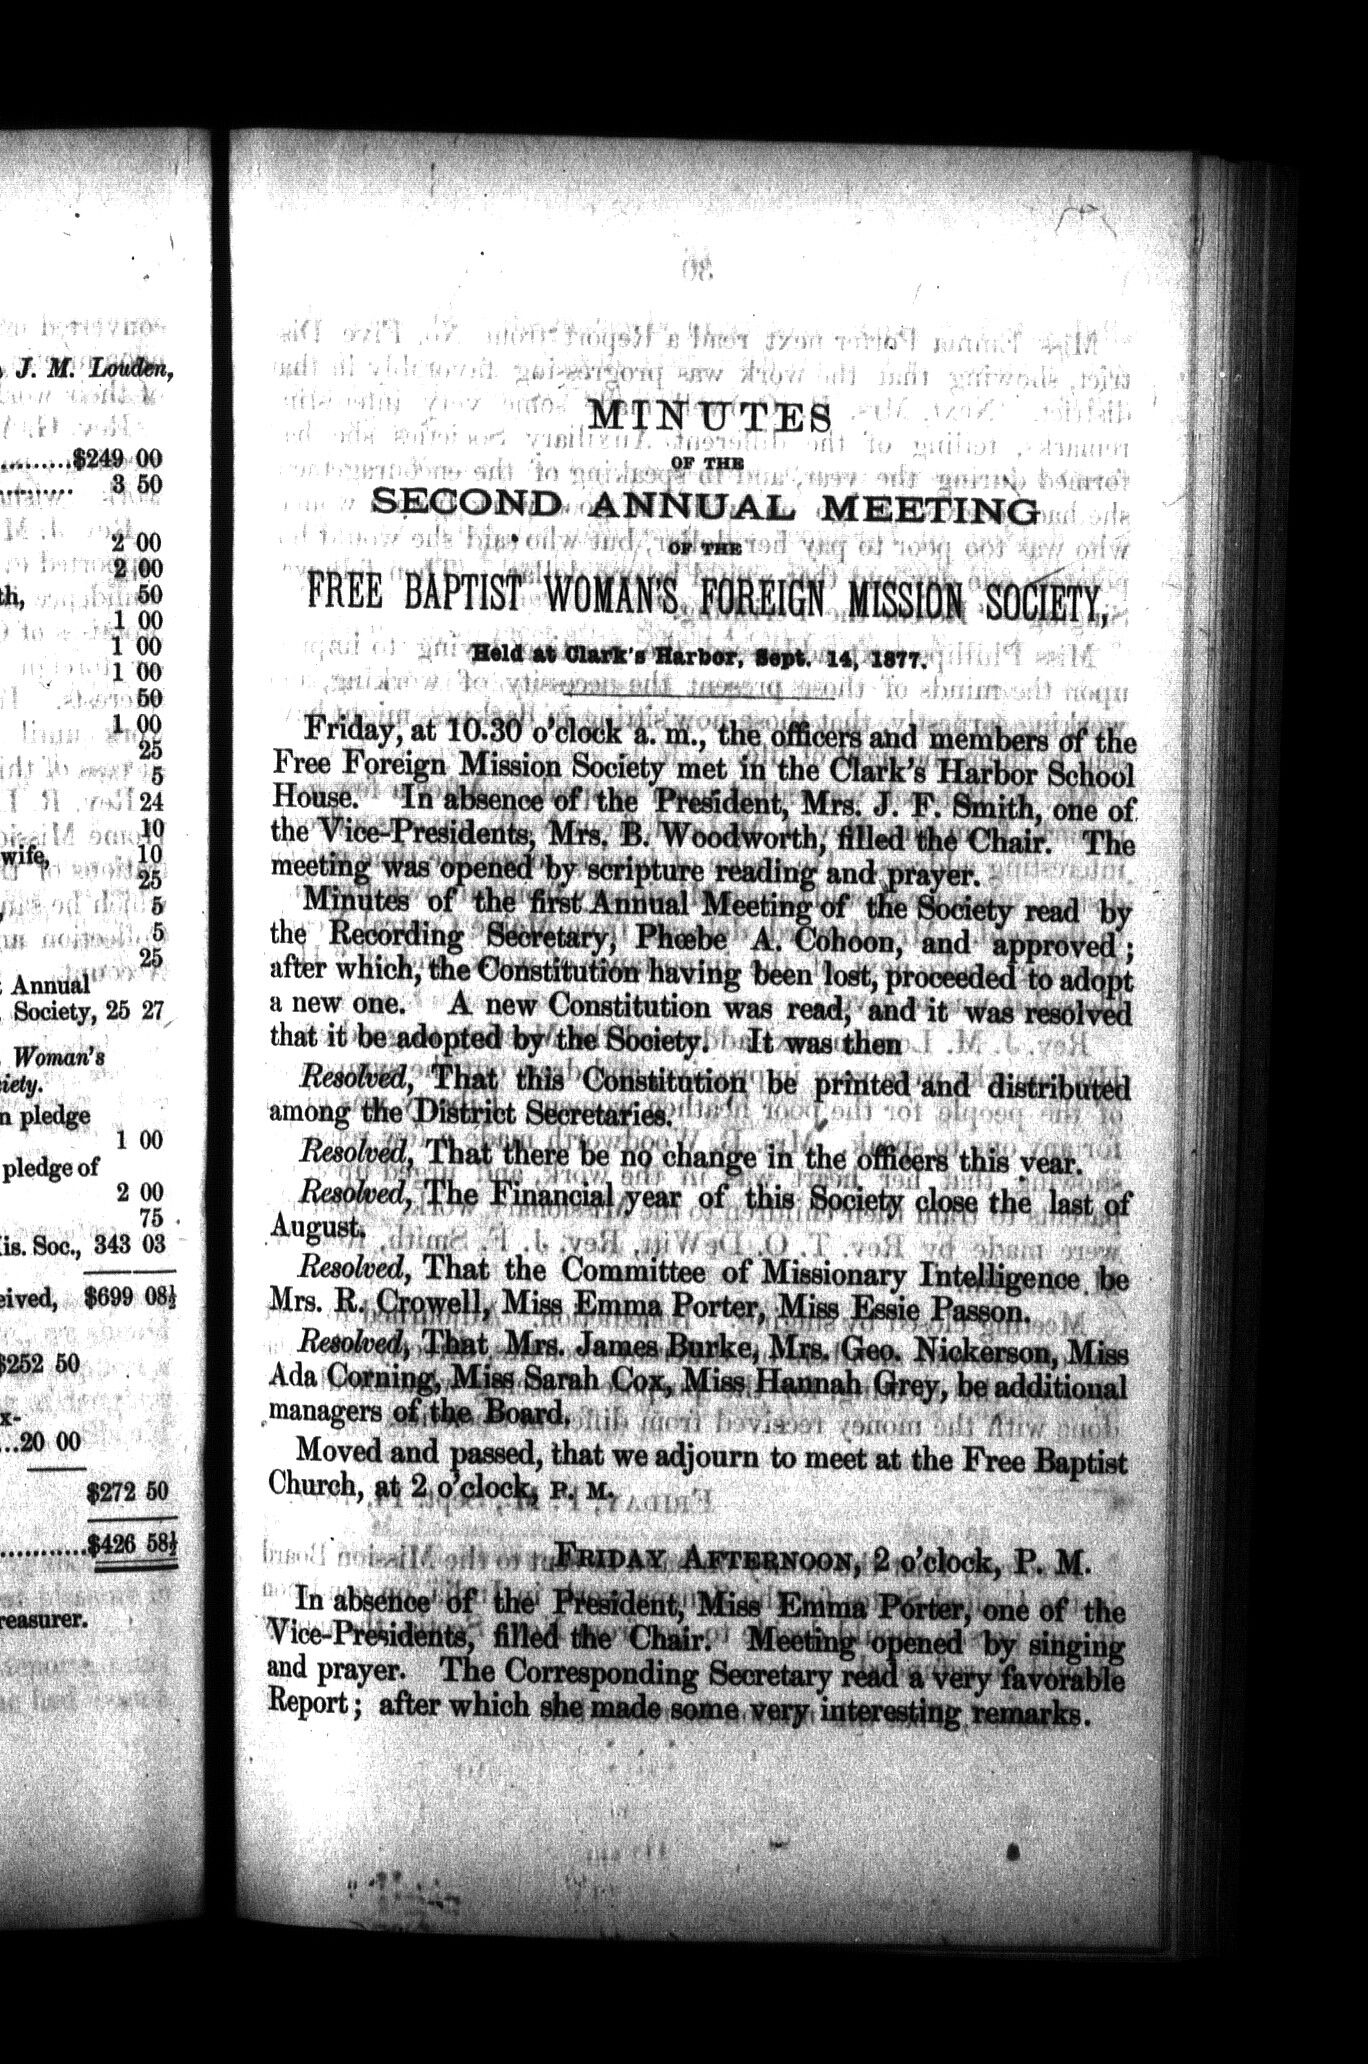 J. M. Louden,
..........$249 00
........... 3 50
2 00
2 00
th, 50
1 00
1 00
1 00
50
1 00
25
5
24
10
wife, 10
25
5
5
25
Annual
Society, 25 27
Woman's
iety.
n pledge
1 00
pledge of
2 00
75
is. Soc., 343 03
eived, $699 08½
$252 50
x-
...20 00
$272 50
...........$426 58½
reasurer.
MINUTES
OF THE
SECOND ANNUAL MEETING
OF THE
FREE BAPTIST WOMAN'S FOREIGN MISSION SOCIETY,
Held at Clark's Harbor, Sept. 14, 1877.
Friday, at 10.30 o'clock a. m., the officers and members of the
Free Foreign Mission Society met in the Clark's Harbor School
House. In absence of the President, Mrs. J. F. Smith, one of
the Vice-Presidents, Mrs. B. Woodworth, filled the Chair. The
meeting was opened by scripture reading and prayer.
Minutes of the first Annual Meeting of the Society read by
the Recording Secretary, Phœbe A. Cohoon, and approved;
after which, the Constitution having been lost, proceeded to adopt
a new one. A new Constitution was read, and it was resolved
that it be adopted by the Society. It was then
Resolved, That this Constitution be printed and distributed
among the District Secretaries.
Resolved, That there be no change in the officers this year.
Resolved, The Financial year of this Society close the last of
August.
Resolved, That the Committee of Missionary Intelligence be
Mrs. R. Crowell, Miss Emma Porter, Miss Essie Passon.
Resolved, That Mrs. James Burke, Mrs. Geo. Nickerson, Miss
Ada Corning, Miss Sarah Cox, Miss Hannah Grey, be additional
managers of the Board.
Moved and passed, that we adjourn to meet at the Free Baptist
Church, at 2 o'clock, P. M.
FRIDAY AFTERNOON, 2 o'clock, P. M.
In absence of the President, Miss Emma Porter, one of the
Vice-Presidents, filled the Chair. Meeting opened by singing
and prayer. The Corresponding Secretary read a very favorable
Report; after which she made some very interesting remarks.